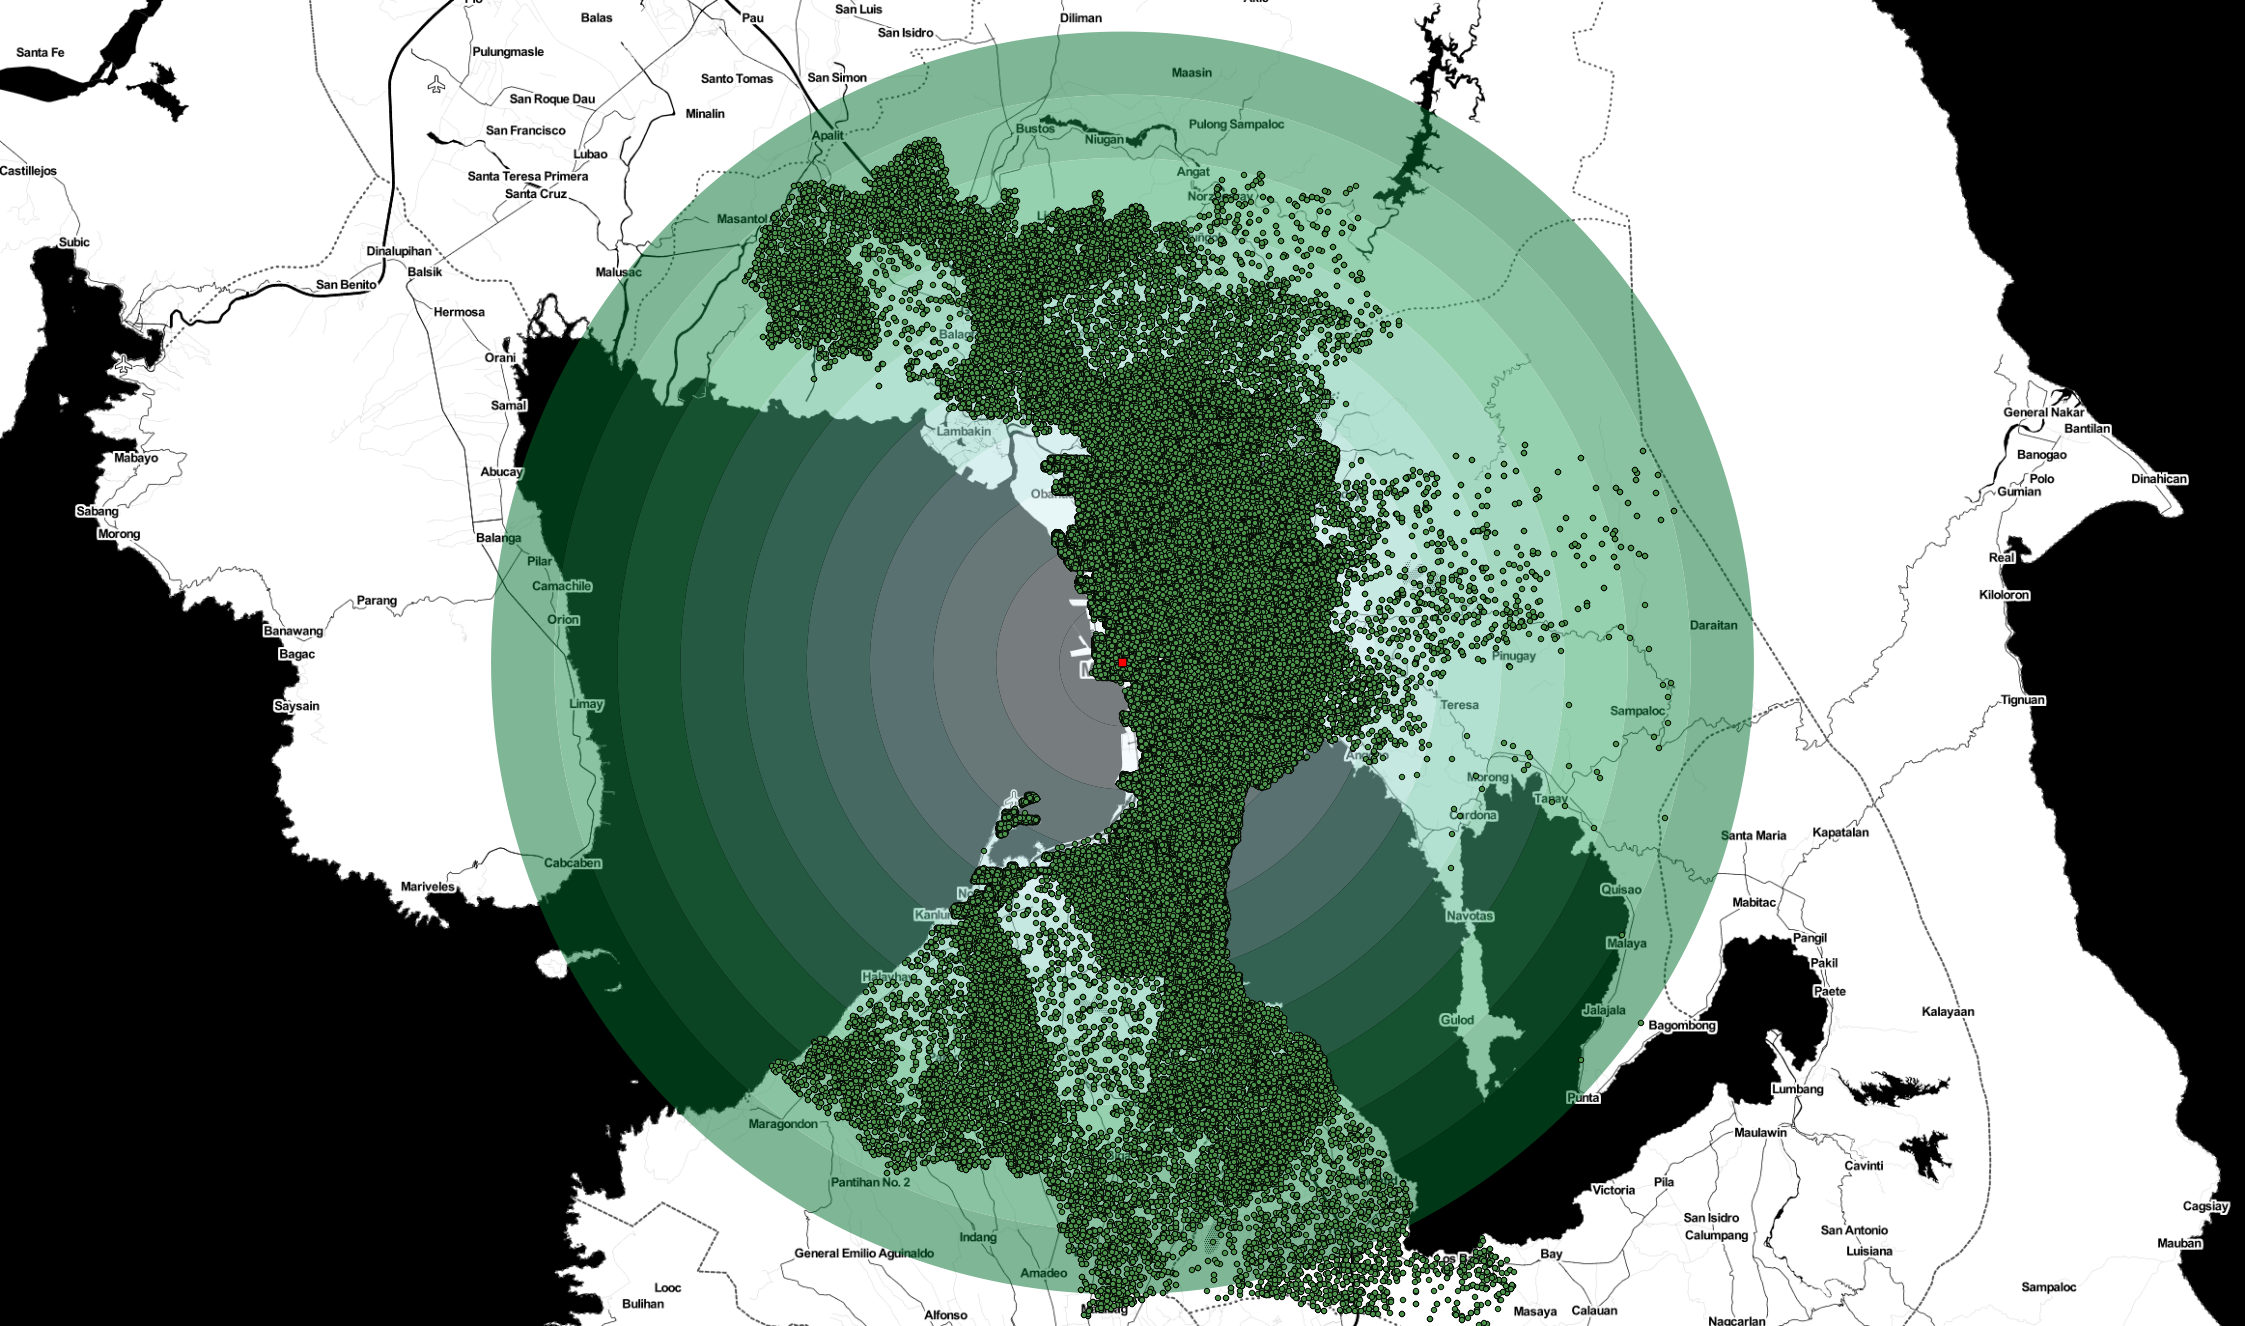 Balas
Pau
San Luis
Diliman
San Isidro
Santa Fe
Pulungmasle
Santo Tomas
San Simon
Maasin
San Roque Dau
Minalin
San Francisco
Apalit
Bustos
Niugan
Pulong Sampaloc
Lubao
Castillejos
Santa Teresa Primera
Santa Cruz
Angat
Masantol
Subic
Dinalupihan
Balsik
Malusac
San Benito
Hermosa
Orani
Samal
General Nakar
Bantilan
Lambakin
Mabayo
Abucay
Banogao
Polo
Gumian
Dinahican
Sabang
Morong
Balanga
Pilar
Real
Camachile
Kiloloron
Parang
Orion
Banawang
Daraitan
Bagac
Pinugay
Saysain
Limay
Teresa
Sampaloc
Tignuan
Morong
Tanay
Cardona
Santa Maria
Kapatalan
Cabcaben
Mariveles
Quisao
Mabitac
Navotas
Pangil
Malaya
Pakil
Halayhay
Paete
Jalajala
Gulod
Bagombong
Kalayaan
Punta
Lumbang
Maragondon
Maulawin
Cavinti
Pantihan No. 2
Victoria
Pila
San Isidro
Calumpang
San Antonio
Luisiana
Cagsiay
Mauban
Indang
General Emilio Aguinaldo
Amadeo
Bay
Looc
Bulihan
Alfonso
Masaya
Calauan
Sampaloc
Nagcarlan